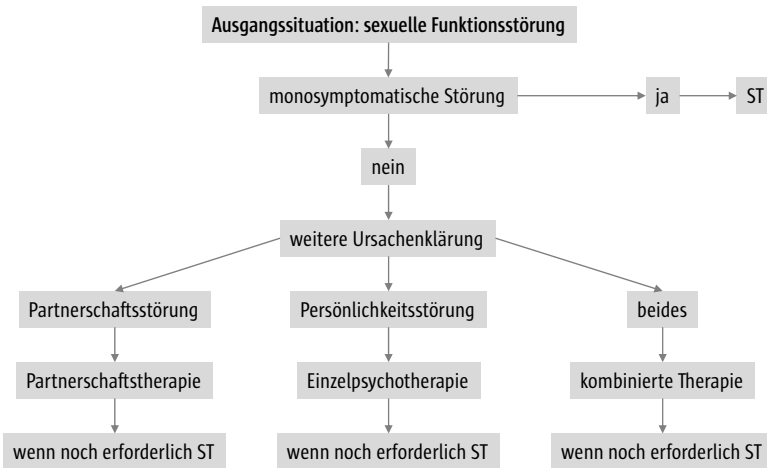 Ausgangssituation: sexuelle Funktionsstörung
monosymptomatische Störung
ja
ST
nein
weitere Ursachenklärung
Partnerschaftsstörung
Persönlichkeitsstörung
beides
Partnerschaftstherapie
Einzelpsychotherapie
kombinierte Therapie
wenn noch erforderlich ST
wenn noch erforderlich ST
wenn noch erforderlich ST